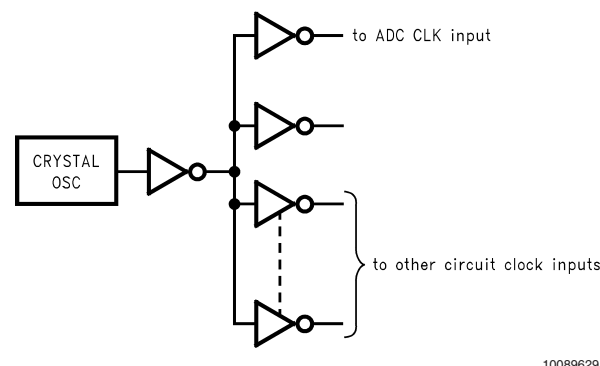 to ADC CLK input
CRYSTAL
OSC
to other circuit clock inputs
10089629